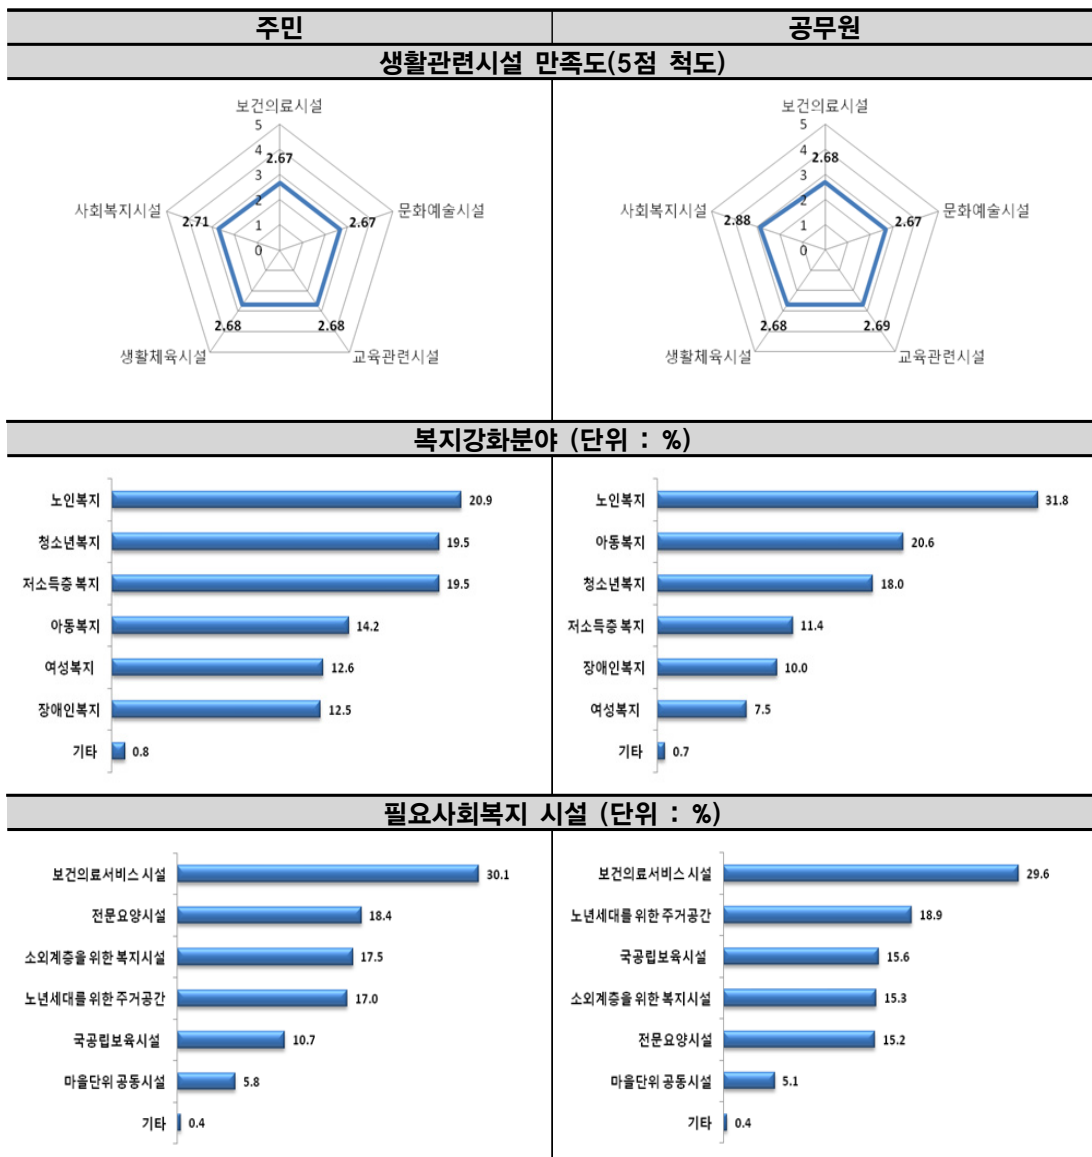 주민 공무원
생활관련시설 만족도(5점 척도)
보건의료시설
5
4
2.67
3
사회복지시설 2.71 2 2.67 문화예술시설
1
0
2.68 2.68
생활체육시설 교육관련시설
보건의료시설
5
4
2.68
3
사회복지시설 2.88 2 2.67 문화예술시설
1
0
2.68 2.69
생활체육시설 교육관련시설
복지강화분야 (단위 : %)
노인복지 20.9
청소년복지 19.5
저소득층 복지 19.5
아동복지 14.2
여성복지 12.6
장애인복지 12.5
기타 0.8
노인복지 31.8
아동복지 20.6
청소년복지 18.0
저소득층 복지 11.4
장애인복지 10.0
여성복지 7.5
기타 0.7
필요사회복지 시설 (단위 : %)
보건의료서비스 시설 30.1
전문요양시설 18.4
소외계층을 위한 복지시설 17.5
노년세대를 위한 주거공간 17.0
국공립보육시설 10.7
마을단위 공동시설 5.8
기타 0.4
보건의료서비스 시설 29.6
노년세대를 위한 주거공간 18.9
국공립보육시설 15.6
소외계층을 위한 복지시설 15.3
전문요양시설 15.2
마을단위 공동시설 5.1
기타 0.4